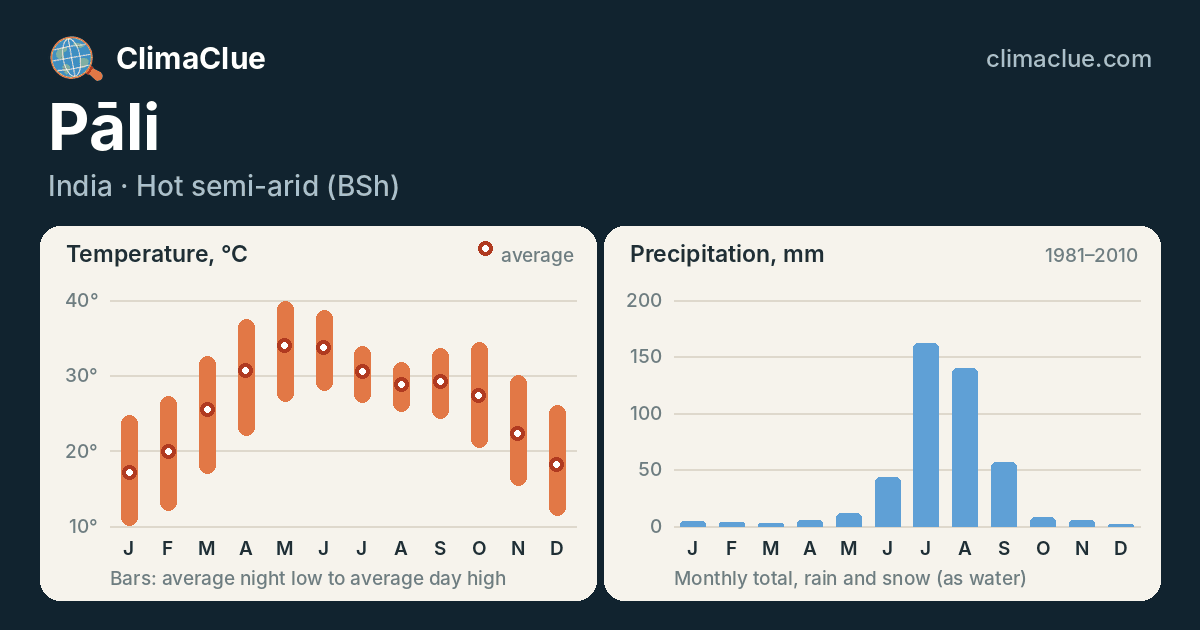 ClimaClue
climaclue.com
Pāli
India · Hot semi-arid (BSh)
Temperature, °C
average
40°
30°
20°
10°
J F M A M J J A S O N D
Bars: average night low to average day high
Precipitation, mm
1981–2010
200
150
100
50
0
J F M A M J J A S O N D
Monthly total, rain and snow (as water)